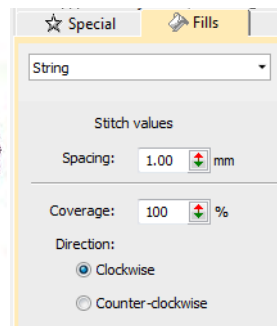 Special Fills
String
Stitch values
Spacing: 1.00 mm
Coverage: 100 %
Direction:
Clockwise
Counter-clockwise